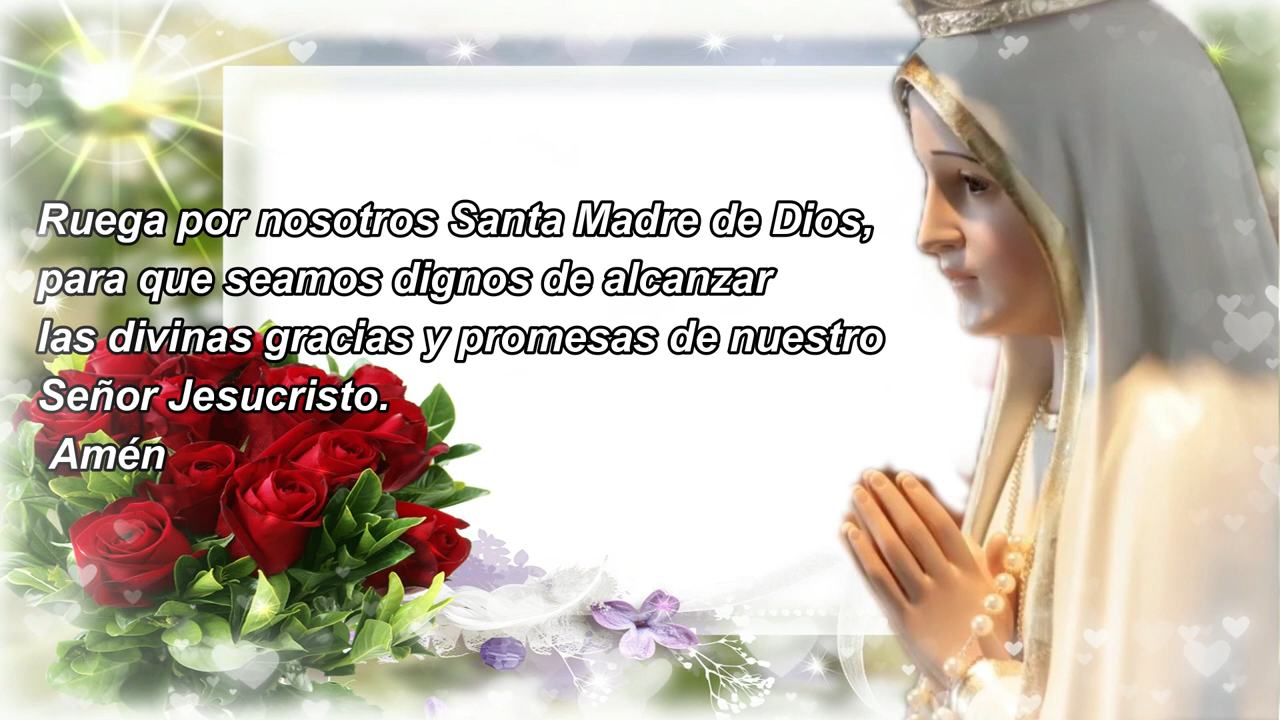 Ruega por nosotros Santa Madre de Dios,
para que seamos dignos de alcanzar
las divinas gracias y promesas de nuestro
Señor Jesucristo.
Amén